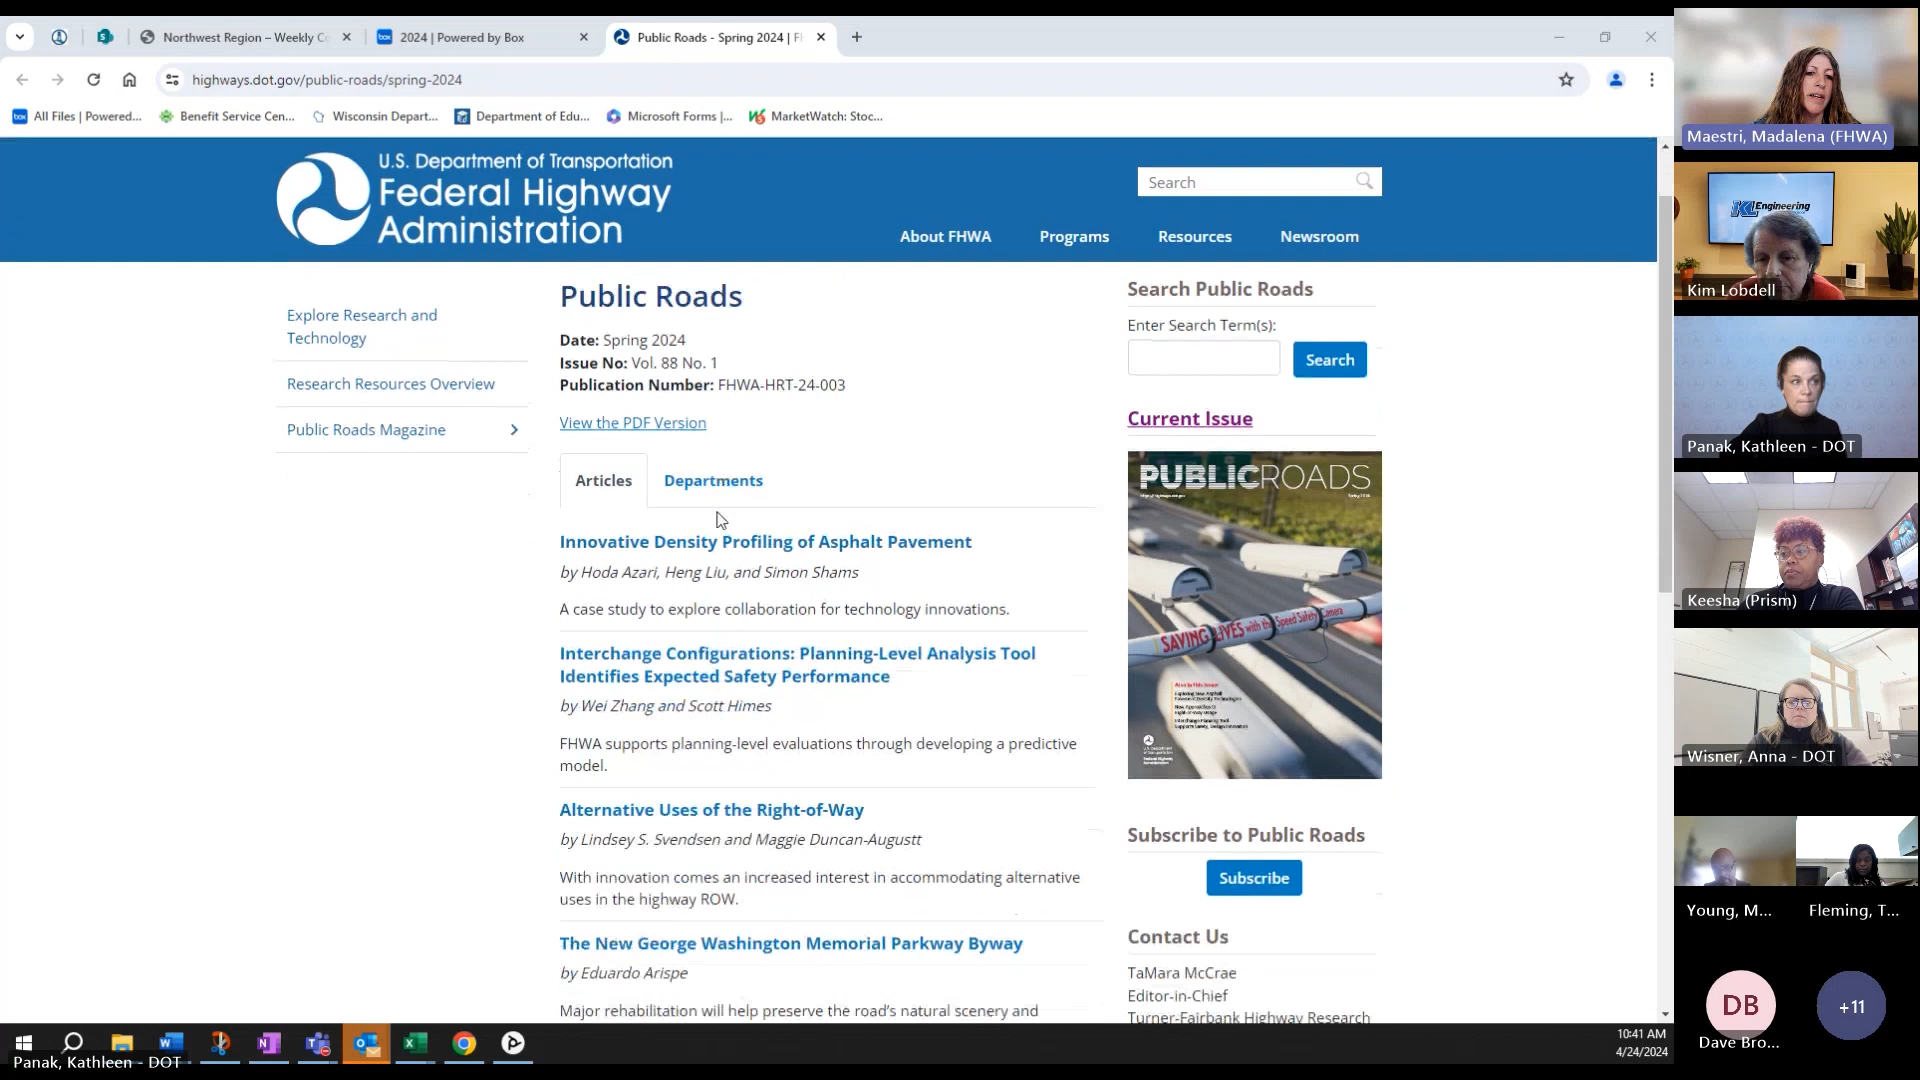 Northwest Region – Weekly Co
2024 | Powered by Box
Public Roads - Spring 2024 | F
highways.dot.gov/public-roads/spring-2024
All Files | Powered...
Benefit Service Cen...
Wisconsin Depart...
Department of Edu...
Microsoft Forms |...
MarketWatch: Stoc...
U.S. Department of Transportation
Federal Highway
Administration
Search
About FHWA
Programs
Resources
Newsroom
Explore Research and
Technology
Research Resources Overview
Public Roads Magazine
Public Roads
Date: Spring 2024
Issue No: Vol. 88 No. 1
Publication Number: FHWA-HRT-24-003
View the PDF Version
Articles
Departments
Innovative Density Profiling of Asphalt Pavement
by Hoda Azari, Heng Liu, and Simon Shams
A case study to explore collaboration for technology innovations.
Interchange Configurations: Planning-Level Analysis Tool
Identifies Expected Safety Performance
by Wei Zhang and Scott Himes
FHWA supports planning-level evaluations through developing a predictive
model.
Alternative Uses of the Right-of-Way
by Lindsey S. Svendsen and Maggie Duncan-Augustt
With innovation comes an increased interest in accommodating alternative
uses in the highway ROW.
The New George Washington Memorial Parkway Byway
by Eduardo Arispe
Major rehabilitation will help preserve the road's natural scenery and
Search Public Roads
Enter Search Term(s):
Search
Current Issue
PUBLICROADS
SAVING LIVES with the Speed Safety Camera
Subscribe to Public Roads
Subscribe
Contact Us
TaMara McCrae
Editor-in-Chief
Turner-Fairbank Highway Research
Maestri, Madalena (FHWA)
KL Engineering
Kim Lobdell
Panak, Kathleen - DOT
Keesha (Prism)
Wisner, Anna - DOT
Young, M...
Fleming, T...
DB
+11
Dave Bro...
10:41 AM
4/24/2024
Panak, Kathleen - DOT